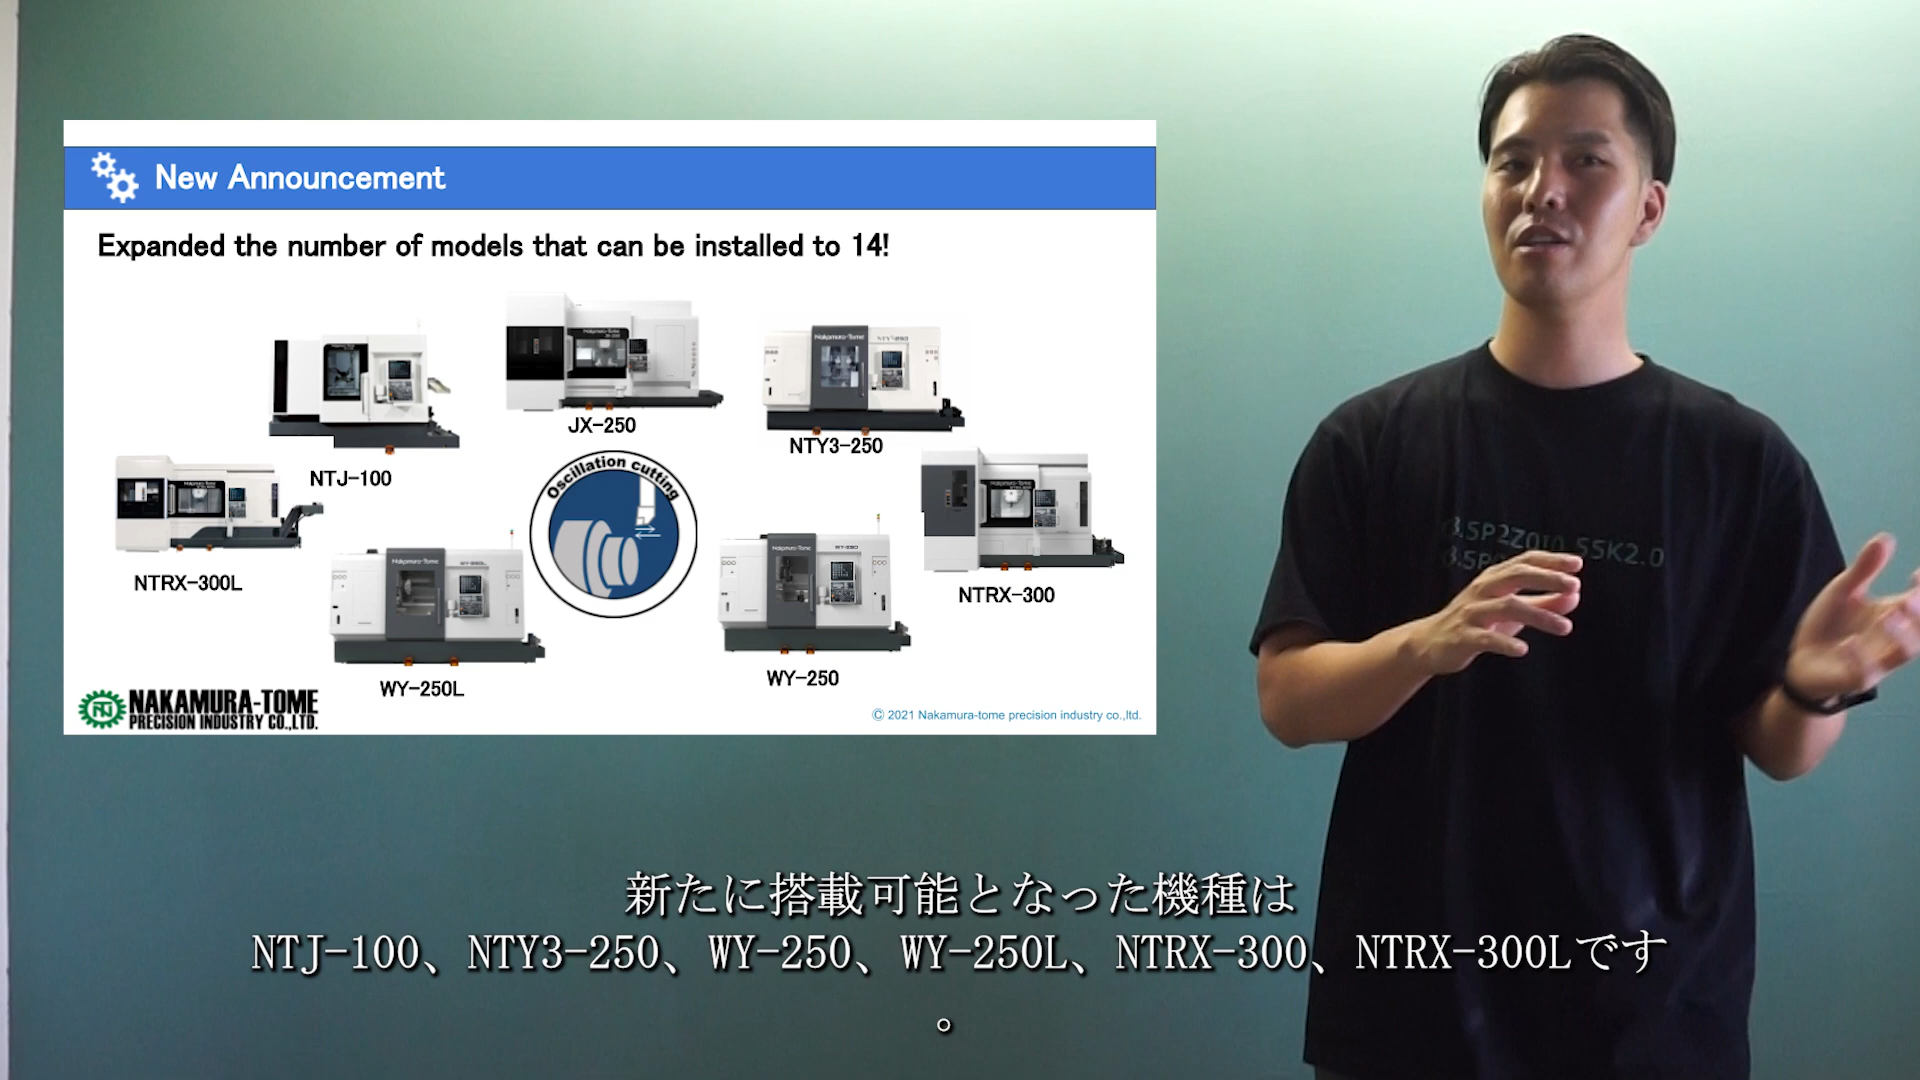 New Announcement
Expanded the number of models that can be installed to 14!
JX-250
NTY3-250
NTJ-100
Oscillation cutting
NTRX-300L
NTRX-300
WY-250L
WY-250
NAKAMURA-TOME
PRECISION INDUSTRY CO.,LTD.
© 2021 Nakamura-tome precision industry co.,ltd.
新たに搭載可能となった機種は
NTJ-100、NTY3-250、WY-250、WY-250L、NTRX-300、NTRX-300Lです
。